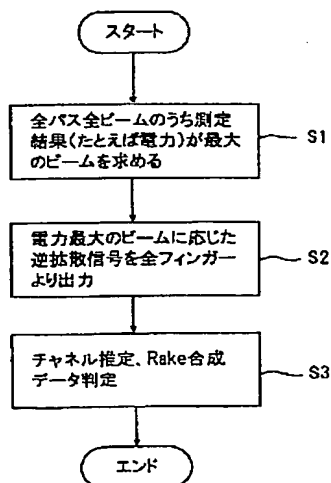 スタート
全パス全ビームのうち測定
結果(たとえば電力)が最大
のビームを求める
S1
電力最大のビームに応じた
逆拡散信号を全フィンガー
より出力
S2
チャネル推定、Rake合成
データ判定
S3
エンド